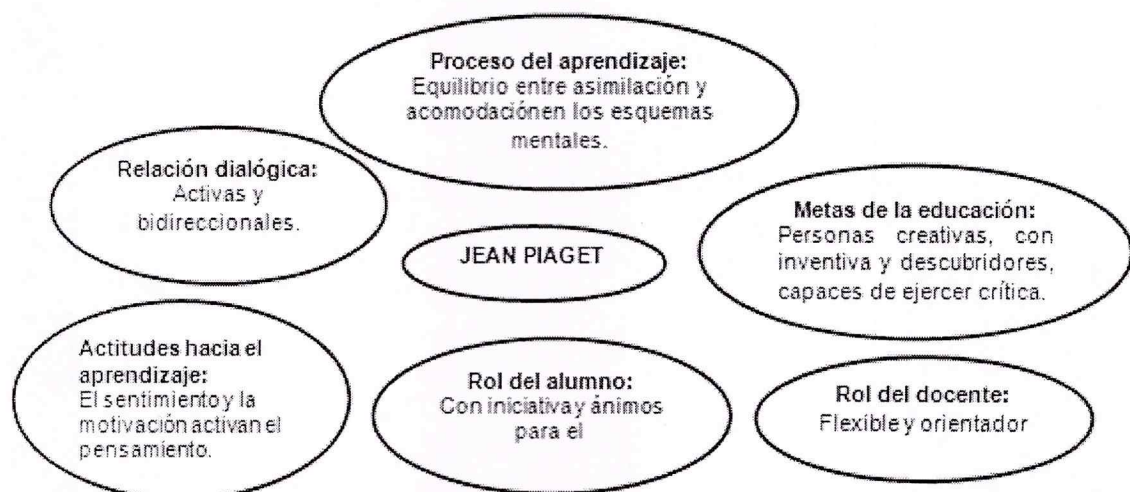 Proceso del aprendizaje:
Equilibrio entre asimilación y
acomodaciónen los esquemas
mentales.
Relación dialógica:
Activas y
bidireccionales.
Metas de la educación:
Personas creativas, con
inventiva y descubridores,
capaces de ejercer crítica.
JEAN PIAGET
Actitudes hacia el
aprendizaje:
El sentimiento y la
motivación activan el
pensamiento.
Rol del alumno:
Con iniciativa y ánimos
para el
Rol del docente:
Flexible y orientador